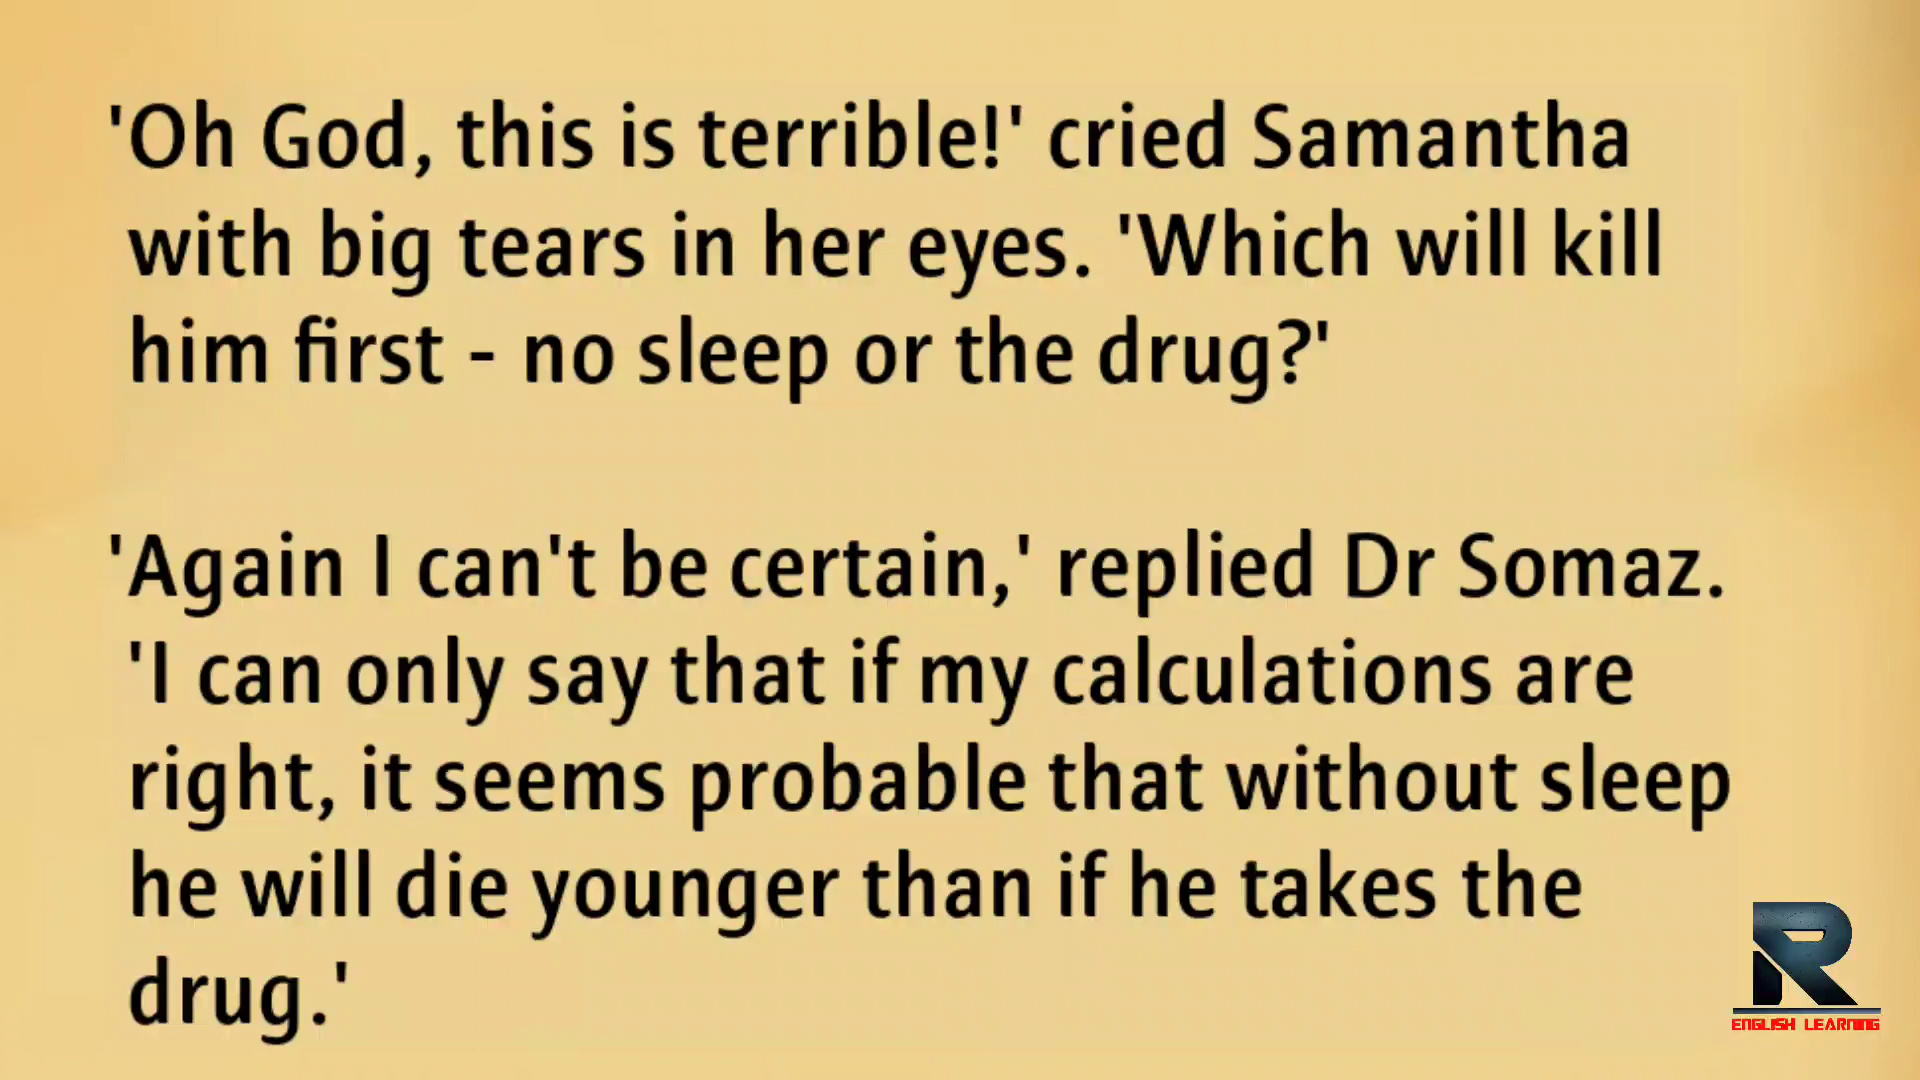 'Oh God, this is terrible!' cried Samantha
with big tears in her eyes. 'Which will kill
him first - no sleep or the drug?'
'Again I can't be certain,' replied Dr Somaz.
'I can only say that if my calculations are
right, it seems probable that without sleep
he will die younger than if he takes the
drug.'
R
ENGLISH LEARNING